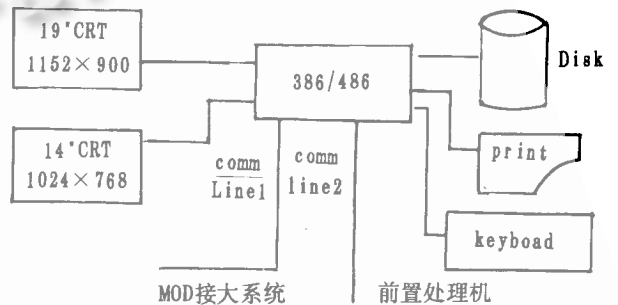 19"CRT
1152×900
386/486
Disk
14"CRT
1024×768
comm
Line1
comm
line2
print
keyboad
MOD接大系统
前置处理机